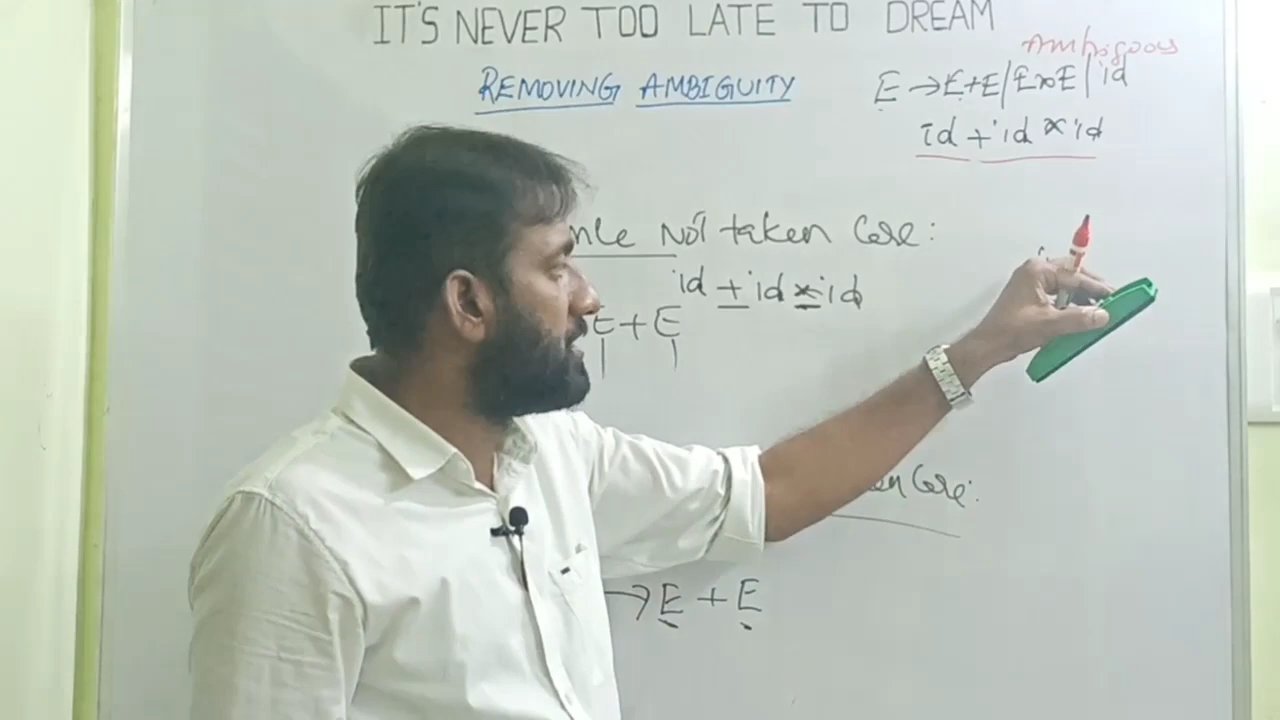 IT'S NEVER TOO LATE TO DREAM
Ambiguous
REMOVING AMBIGUITY
E → E+E | E*E | id
id + id * id
Not taken Care:
id + id * id
E + E
Care:
→ E + E